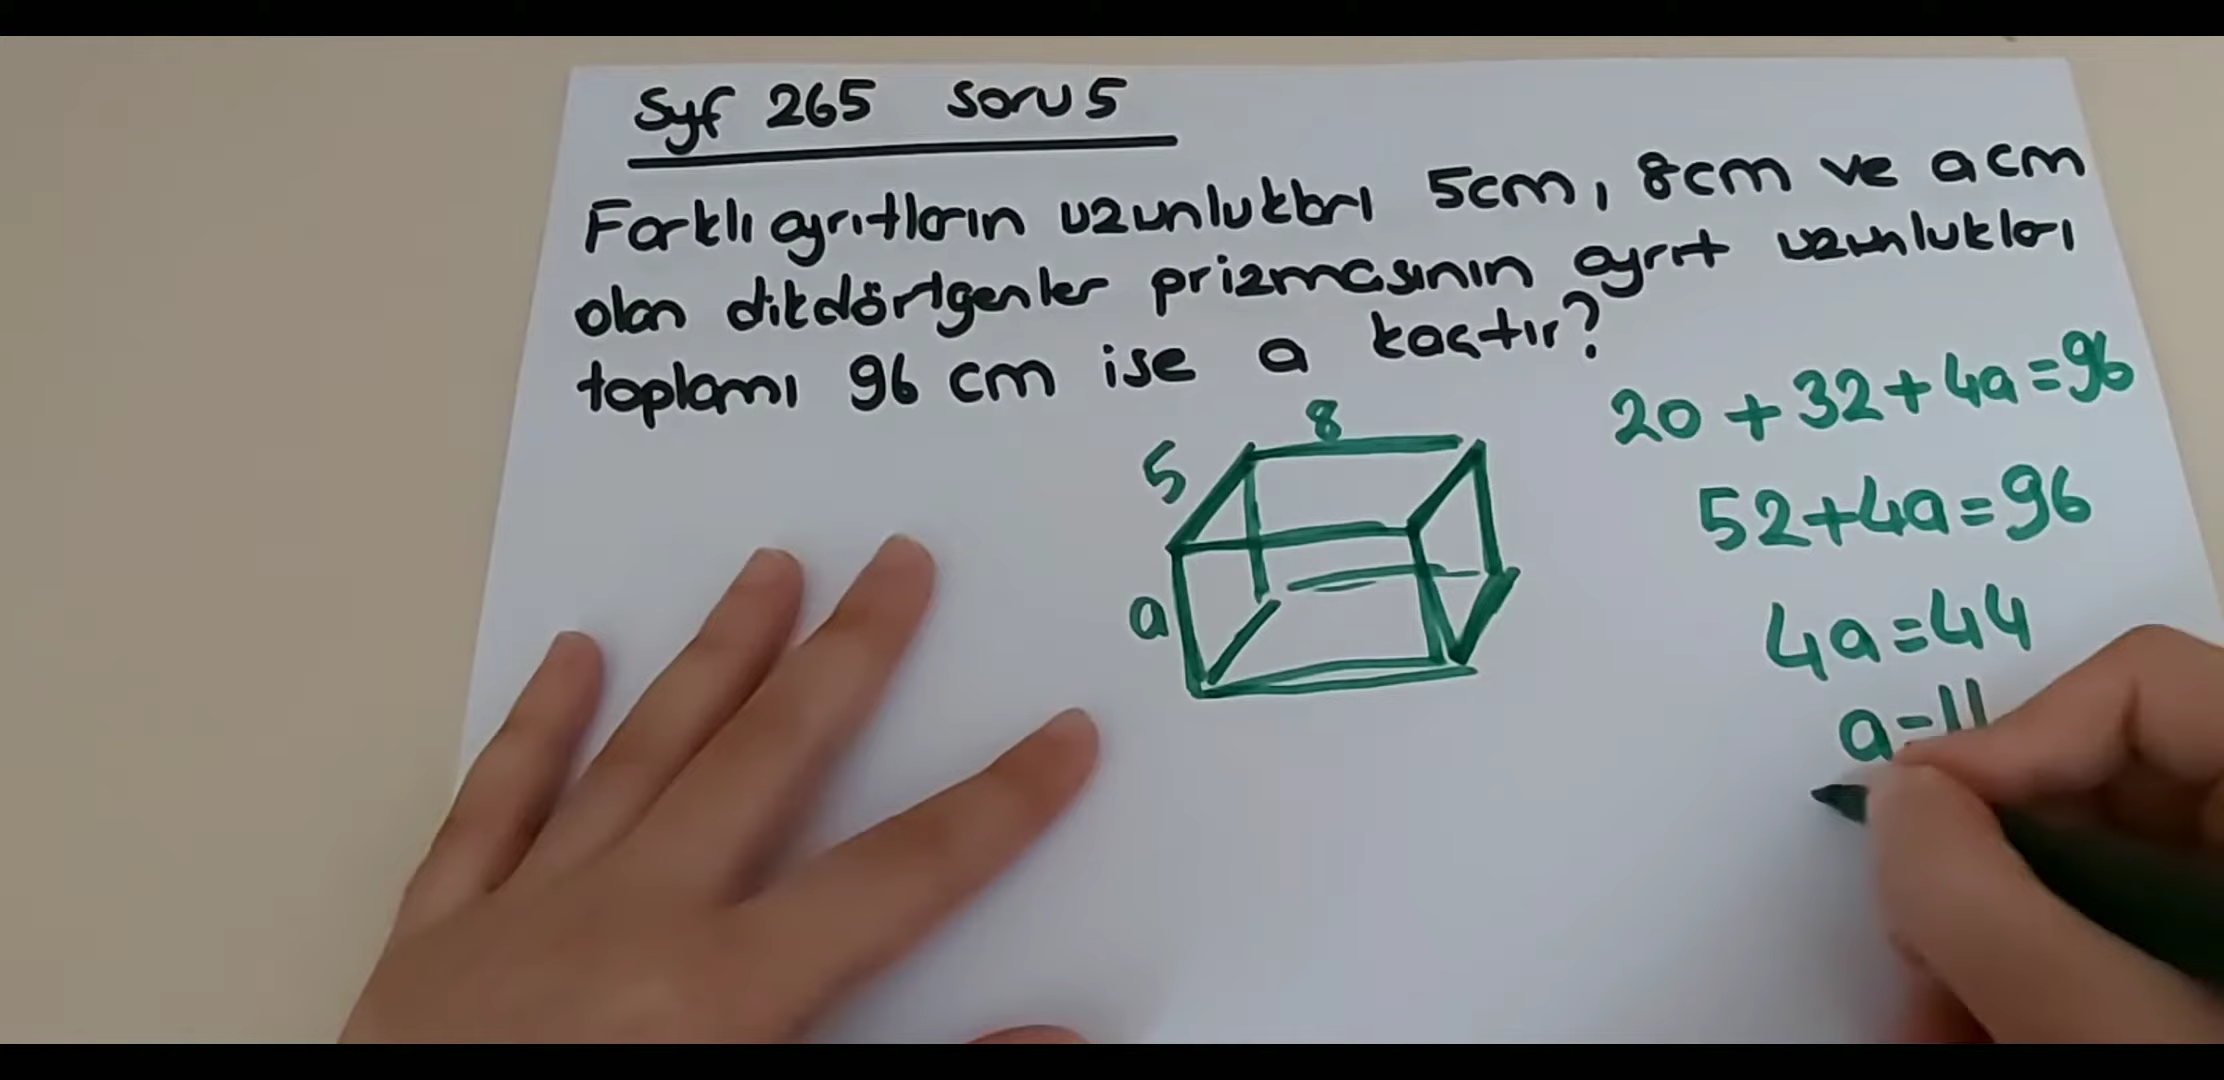 Syf 265 soru 5
Farklı ayrıtların uzunlukları 5cm, 8cm ve a cm
olan dikdörtgenler prizmasının ayrıt uzunlukları
toplamı 96 cm ise a kaçtır?
20 + 32 + 4a = 96
8
5
52 + 4a = 96
a
4a = 44
a = 11